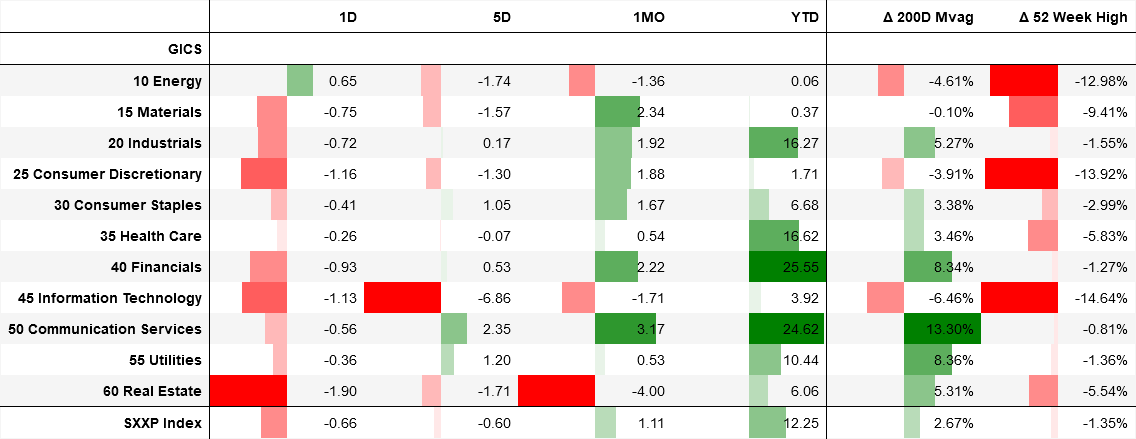 1D 5D 1MO YTD Δ 200D Mvag Δ 52 Week High
GICS
10 Energy 0.65 -1.74 -1.36 0.06 -4.61% -12.98%
15 Materials -0.75 -1.57 2.34 0.37 -0.10% -9.41%
20 Industrials -0.72 0.17 1.92 16.27 5.27% -1.55%
25 Consumer Discretionary -1.16 -1.30 1.88 1.71 -3.91% -13.92%
30 Consumer Staples -0.41 1.05 1.67 6.68 3.38% -2.99%
35 Health Care -0.26 -0.07 0.54 16.62 3.46% -5.83%
40 Financials -0.93 0.53 2.22 25.55 8.34% -1.27%
45 Information Technology -1.13 -6.86 -1.71 3.92 -6.46% -14.64%
50 Communication Services -0.56 2.35 3.17 24.62 13.30% -0.81%
55 Utilities -0.36 1.20 0.53 10.44 8.36% -1.36%
60 Real Estate -1.90 -1.71 -4.00 6.06 5.31% -5.54%
SXXP Index -0.66 -0.60 1.11 12.25 2.67% -1.35%